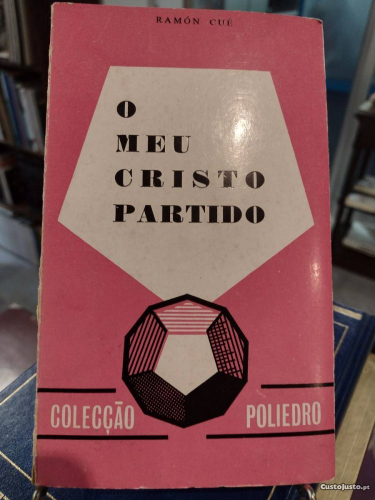 RAMÓN CUÉ
O
MEU
CRISTO
PARTIDO
COLECÇÃO POLIEDRO
CustoJusto.pt